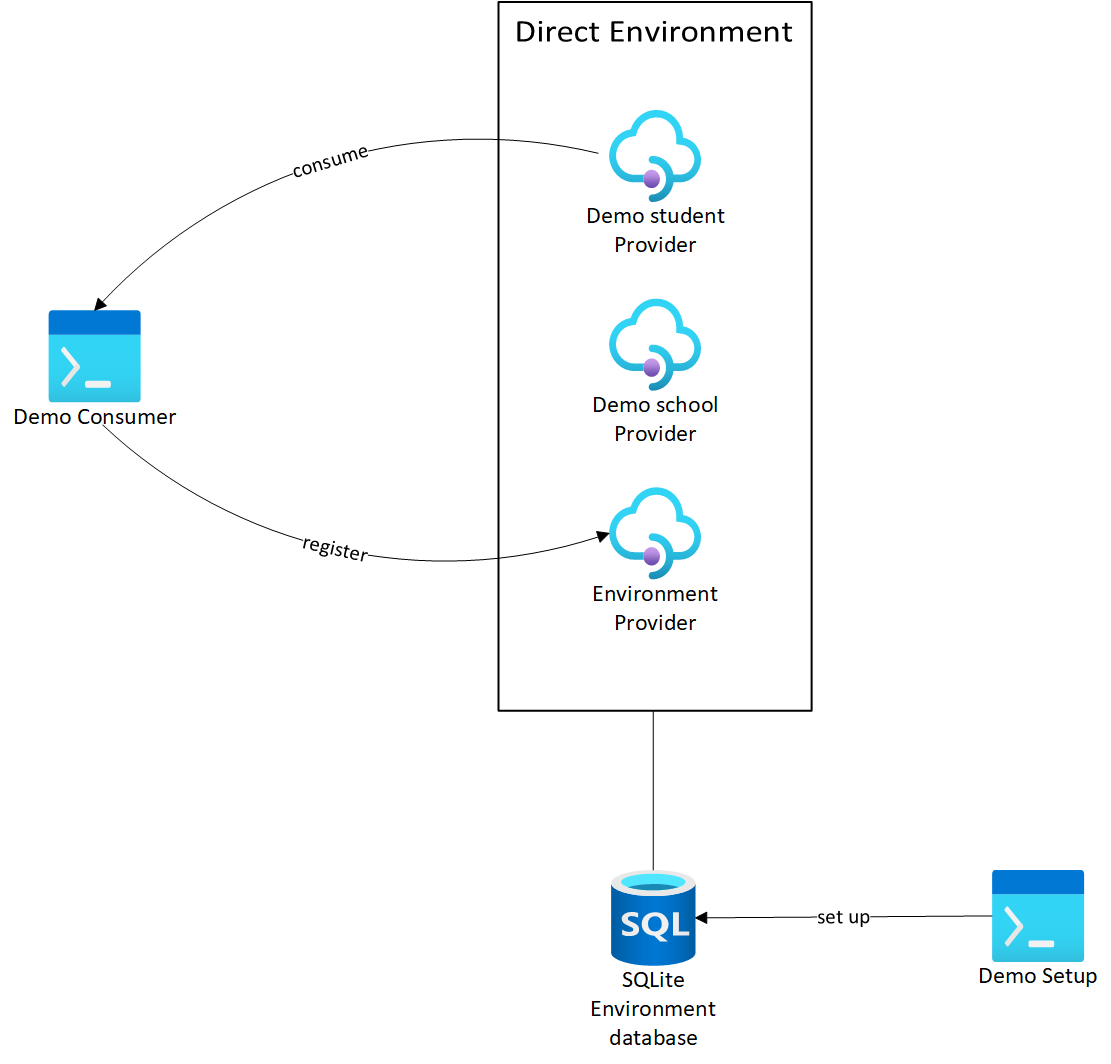 Direct Environment
consume
Demo student
Provider
Demo school
Provider
Demo Consumer
register
Environment
Provider
SQL
set up
SQLite
Environment
database
Demo Setup